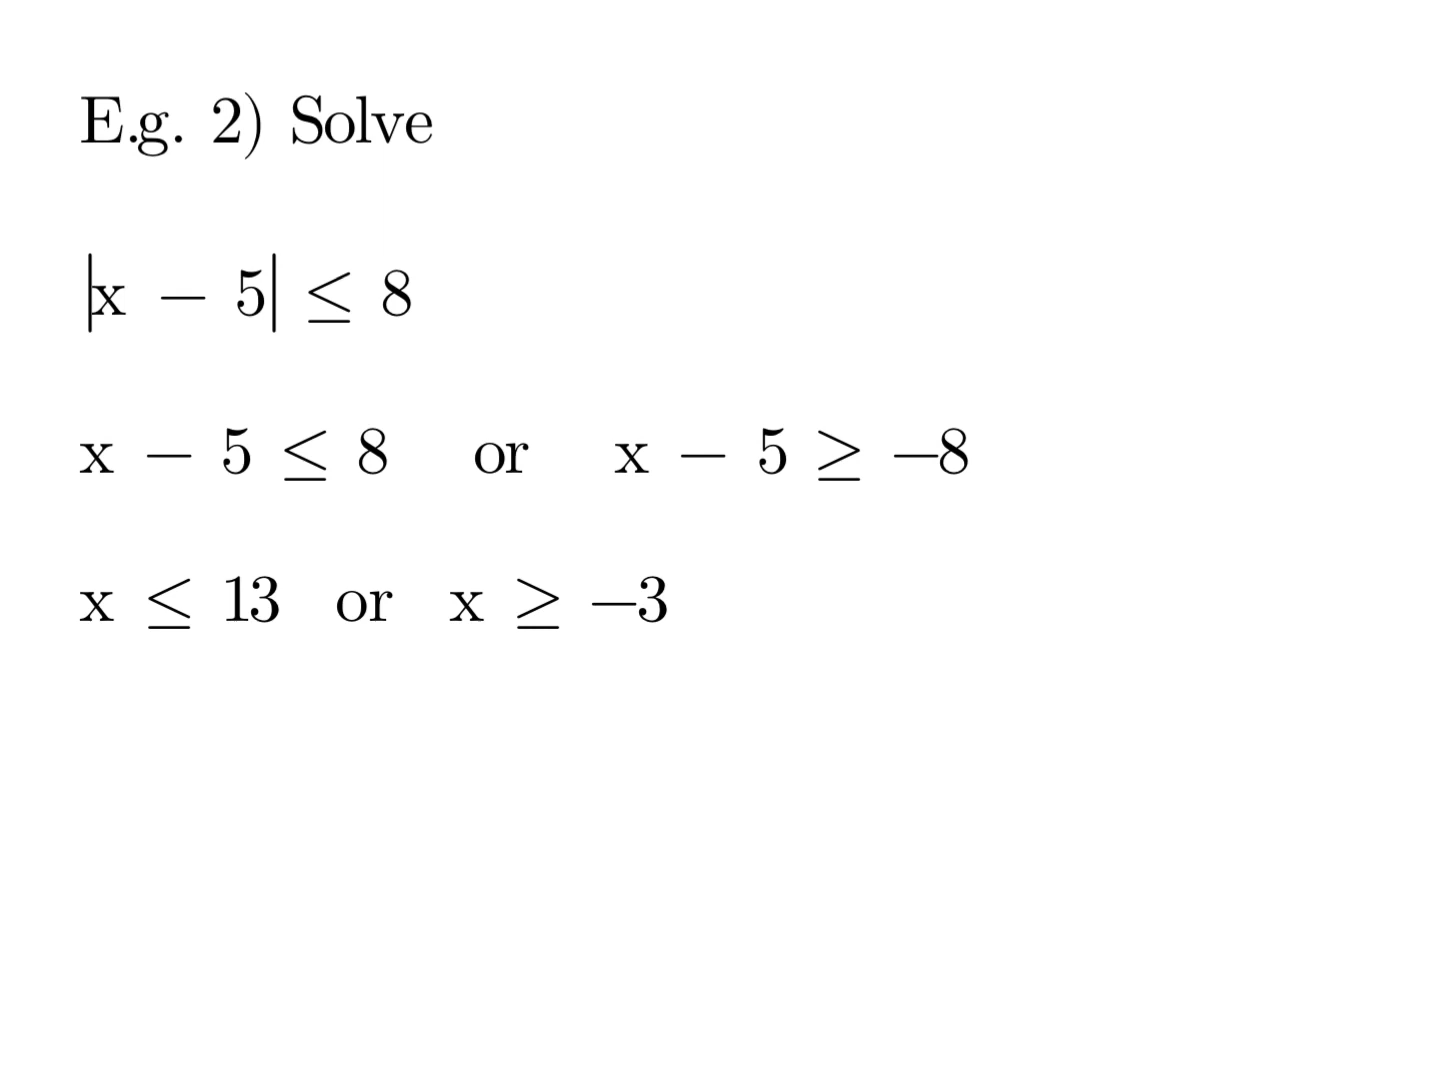 E.g. 2) Solve
|x − 5| ≤ 8
x − 5 ≤ 8 or x − 5 ≥ −8
x ≤ 13 or x ≥ −3